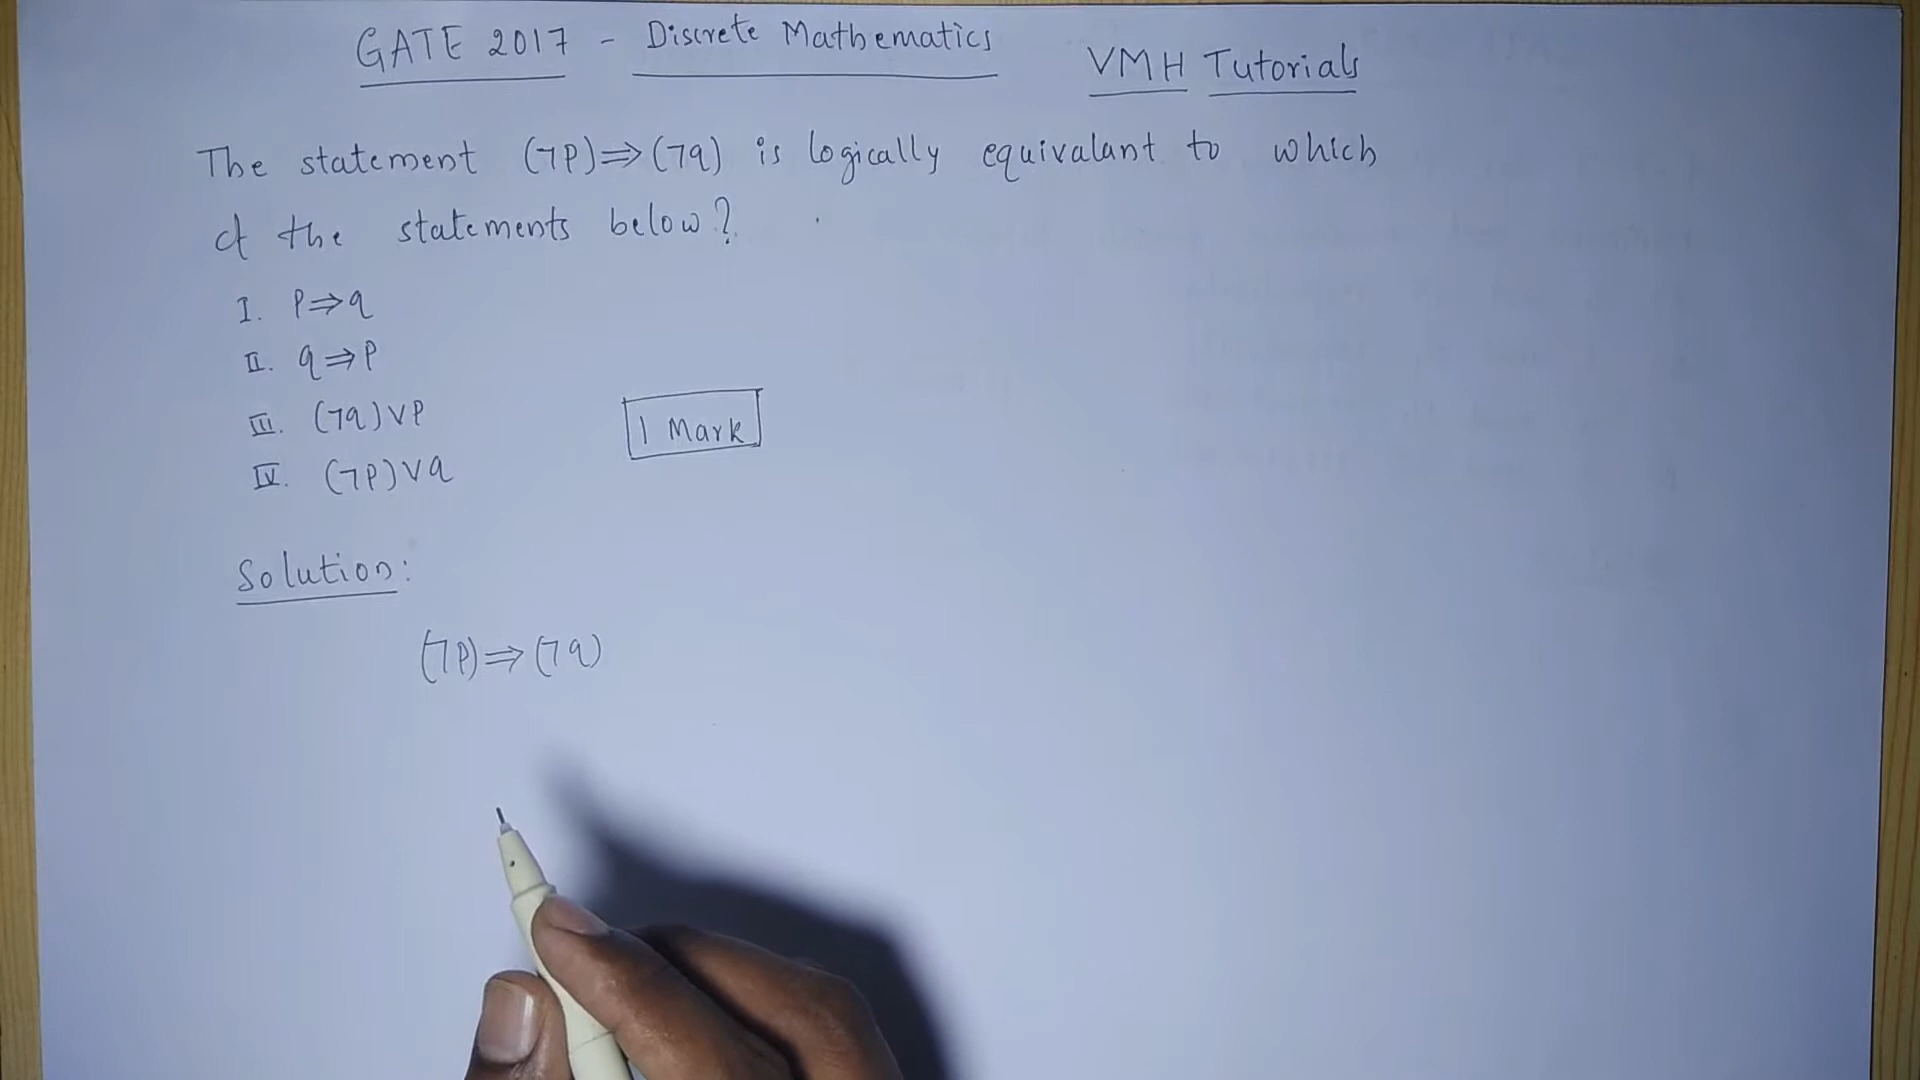 GATE 2017 - Discrete Mathematics
VMH Tutorials
The statement (¬P)⇒(¬q) is logically equivalant to which
of the statements below?
I. P⇒q
II. q⇒P
III. (¬q)∨P
IV. (¬P)∨q
1 Mark
Solution:
(¬P)⇒(¬q)